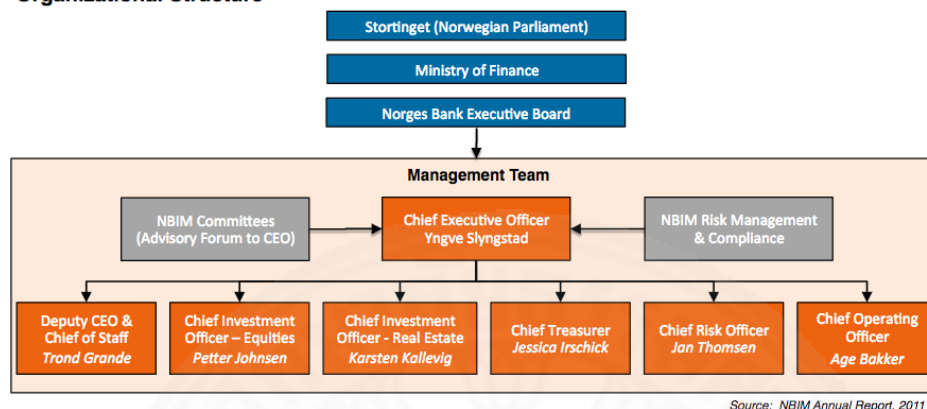 Organizational Structure
Stortinget (Norwegian Parliament)
Ministry of Finance
Norges Bank Executive Board
Management Team
NBIM Committees
(Advisory Forum to CEO)
Chief Executive Officer
Yngve Slyngstad
NBIM Risk Management
& Compliance
Deputy CEO &
Chief of Staff
Trond Grande
Chief Investment
Officer – Equities
Petter Johnsen
Chief Investment
Officer - Real Estate
Karsten Kallevig
Chief Treasurer
Jessica Irschick
Chief Risk Officer
Jan Thomsen
Chief Operating
Officer
Age Bakker
Source: NBIM Annual Report, 2011